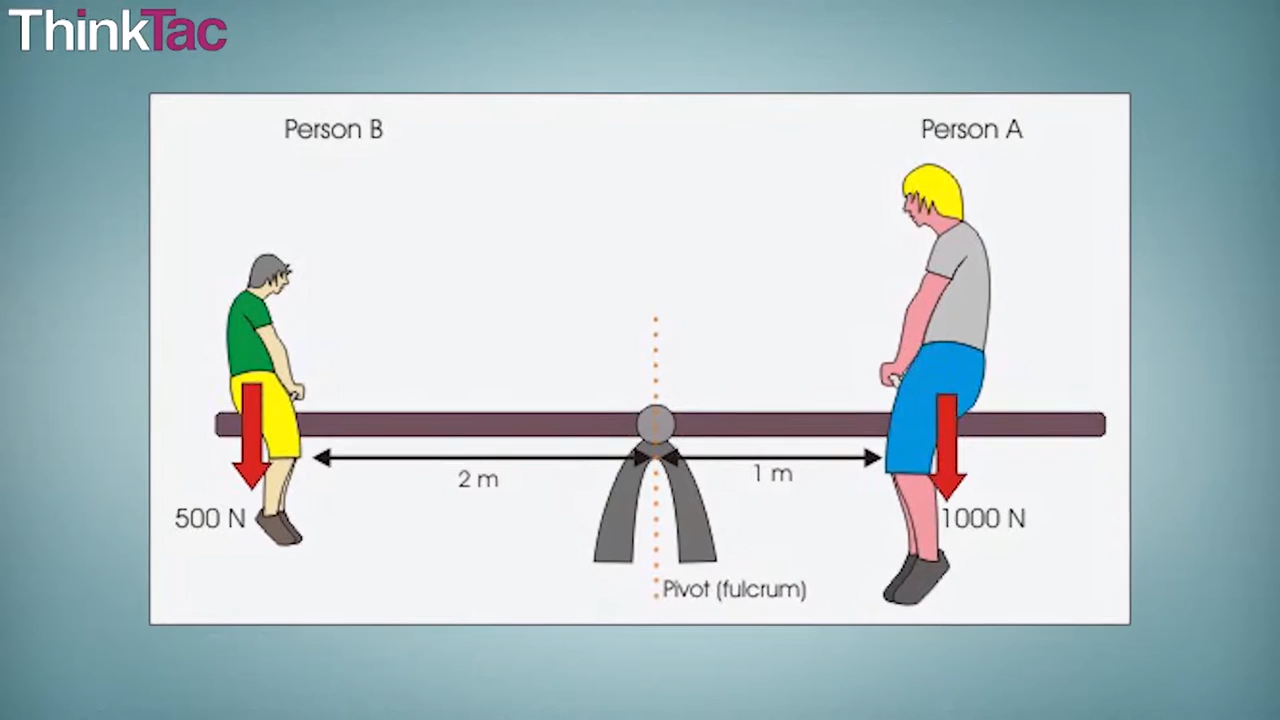 ThinkTac
Person B
Person A
2 m
1 m
500 N
1000 N
Pivot (fulcrum)